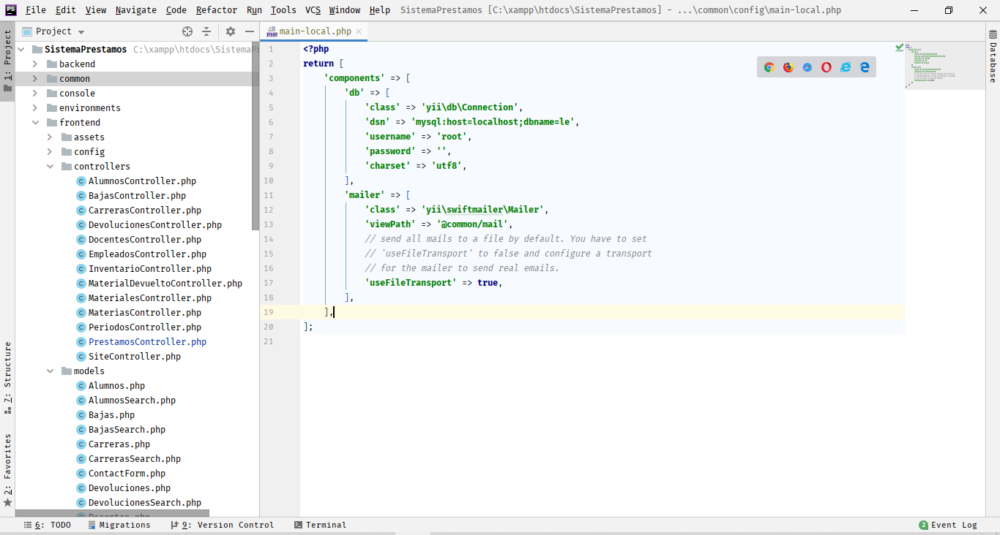 PS File Edit View Navigate Code Refactor Run Tools VCS Window Help SistemaPrestamos [C:\xampp\htdocs\SistemaPrestamos] - ...\common\config\main-local.php
Project
main-local.php
1: Project
SistemaPrestamos C:\xampp\htdocs\SistemaPr
backend
common
console
environments
frontend
assets
config
controllers
AlumnosController.php
BajasController.php
CarrerasController.php
DevolucionesController.php
DocentesController.php
EmpleadosController.php
InventarioController.php
MaterialDevueltoController.php
MaterialesController.php
MateriasController.php
PeriodosController.php
PrestamosController.php
SiteController.php
models
Alumnos.php
AlumnosSearch.php
Bajas.php
BajasSearch.php
Carreras.php
CarrerasSearch.php
ContactForm.php
Devoluciones.php
DevolucionesSearch.php
Docentes.php
7: Structure
2: Favorites
1 <?php
2 return [
3 'components' => [
4 'db' => [
5 'class' => 'yii\db\Connection',
6 'dsn' => 'mysql:host=localhost;dbname=le',
7 'username' => 'root',
8 'password' => '',
9 'charset' => 'utf8',
10 ],
11 'mailer' => [
12 'class' => 'yii\swiftmailer\Mailer',
13 'viewPath' => '@common/mail',
14 // send all mails to a file by default. You have to set
15 // 'useFileTransport' to false and configure a transport
16 // for the mailer to send real emails.
17 'useFileTransport' => true,
18 ],
19 ],
20 ];
21
Database
6: TODO Migrations 9: Version Control Terminal 2 Event Log